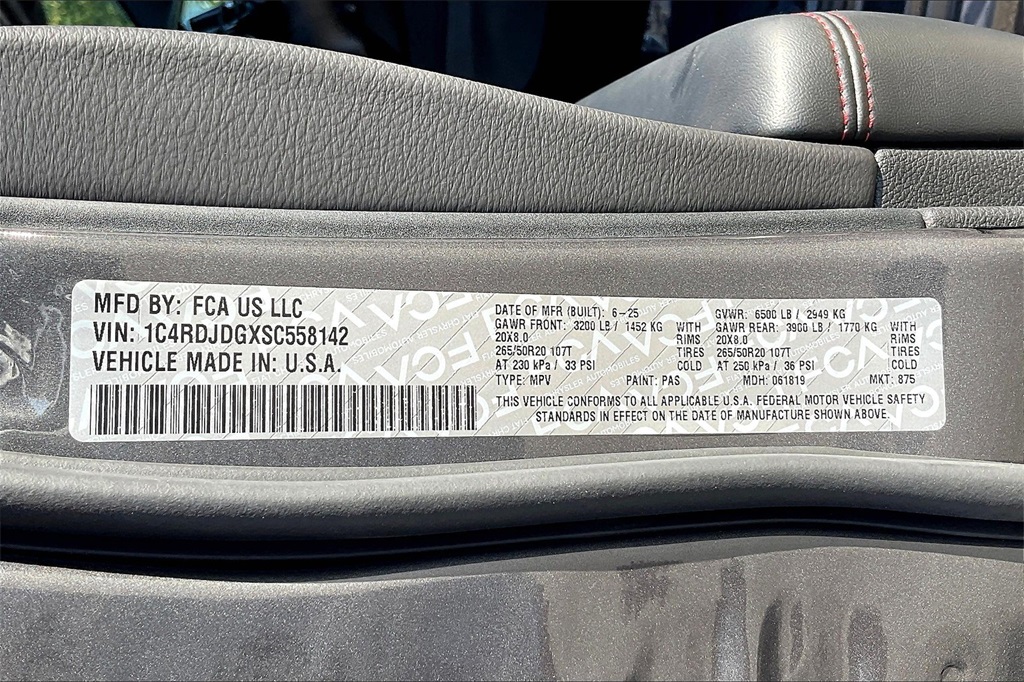 MFD BY: FCA US LLC
VIN: 1C4RDJDGXSC558142
VEHICLE MADE IN: U.S.A.
DATE OF MFR (BUILT): 6-25 GVWR: 6500 LB / 2949 KG
GAWR FRONT: 3200 LB / 1452 KG WITH GAWR REAR: 3900 LB / 1770 KG WITH
20X8.0 RIMS 20X8.0 RIMS
265/50R20 107T TIRES 265/50R20 107T TIRES
AT 230 kPa / 33 PSI COLD AT 250 kPa / 36 PSI COLD
TYPE: MPV PAINT: PAS MDH: 061819 MKT: 875
THIS VEHICLE CONFORMS TO ALL APPLICABLE U.S.A. FEDERAL MOTOR VEHICLE SAFETY
STANDARDS IN EFFECT ON THE DATE OF MANUFACTURE SHOWN ABOVE.